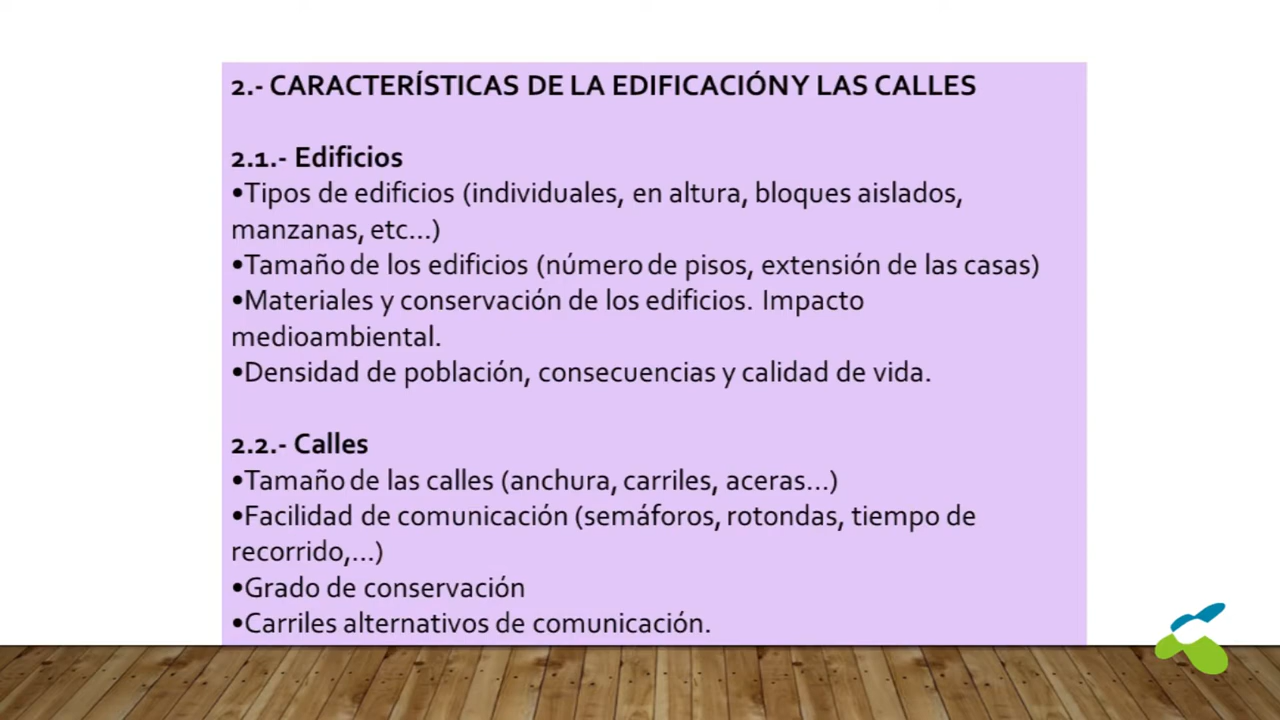 2.- CARACTERÍSTICAS DE LA EDIFICACIÓN Y LAS CALLES
2.1.- Edificios
•Tipos de edificios (individuales, en altura, bloques aislados,
manzanas, etc...)
•Tamaño de los edificios (número de pisos, extensión de las casas)
•Materiales y conservación de los edificios. Impacto
medioambiental.
•Densidad de población, consecuencias y calidad de vida.
2.2.- Calles
•Tamaño de las calles (anchura, carriles, aceras...)
•Facilidad de comunicación (semáforos, rotondas, tiempo de
recorrido,...)
•Grado de conservación
•Carriles alternativos de comunicación.